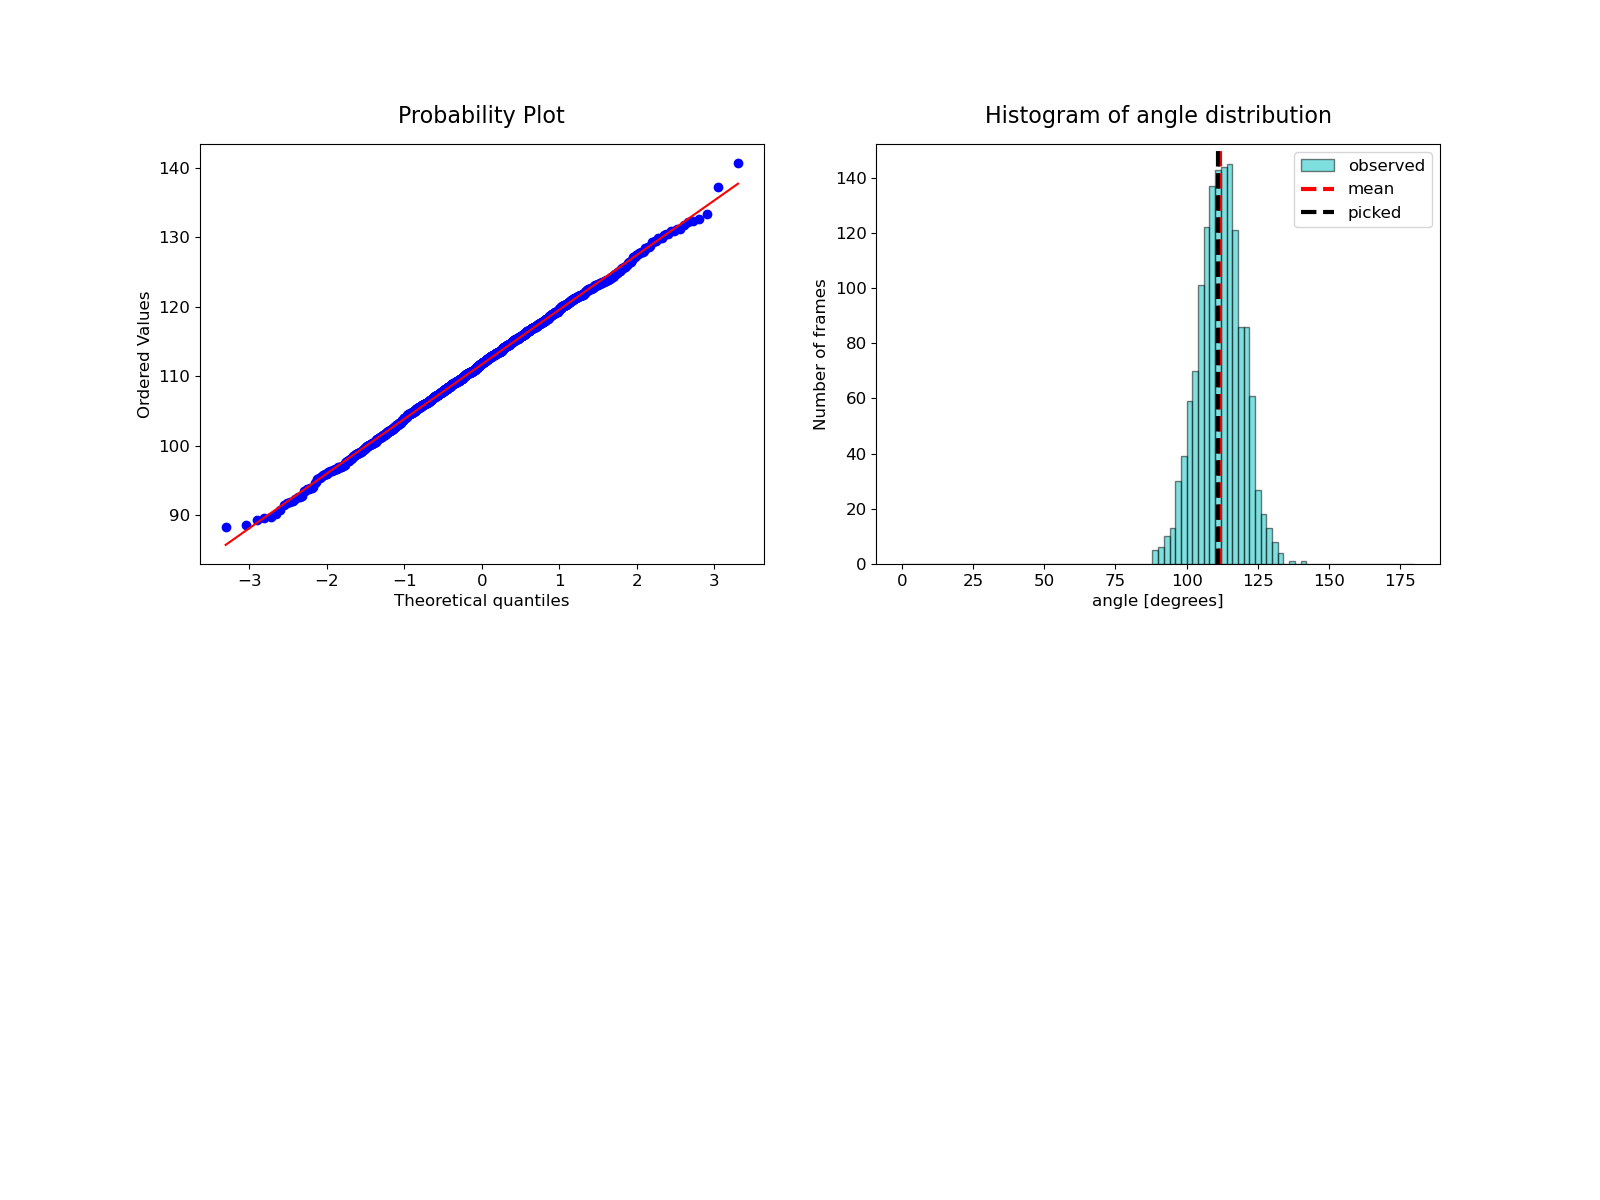 Probability Plot
140
130
120
110
100
90
Ordered Values
−3 −2 −1 0 1 2 3
Theoretical quantiles
Histogram of angle distribution
observed
mean
picked
140
120
100
80
60
40
20
0
Number of frames
0 25 50 75 100 125 150 175
angle [degrees]